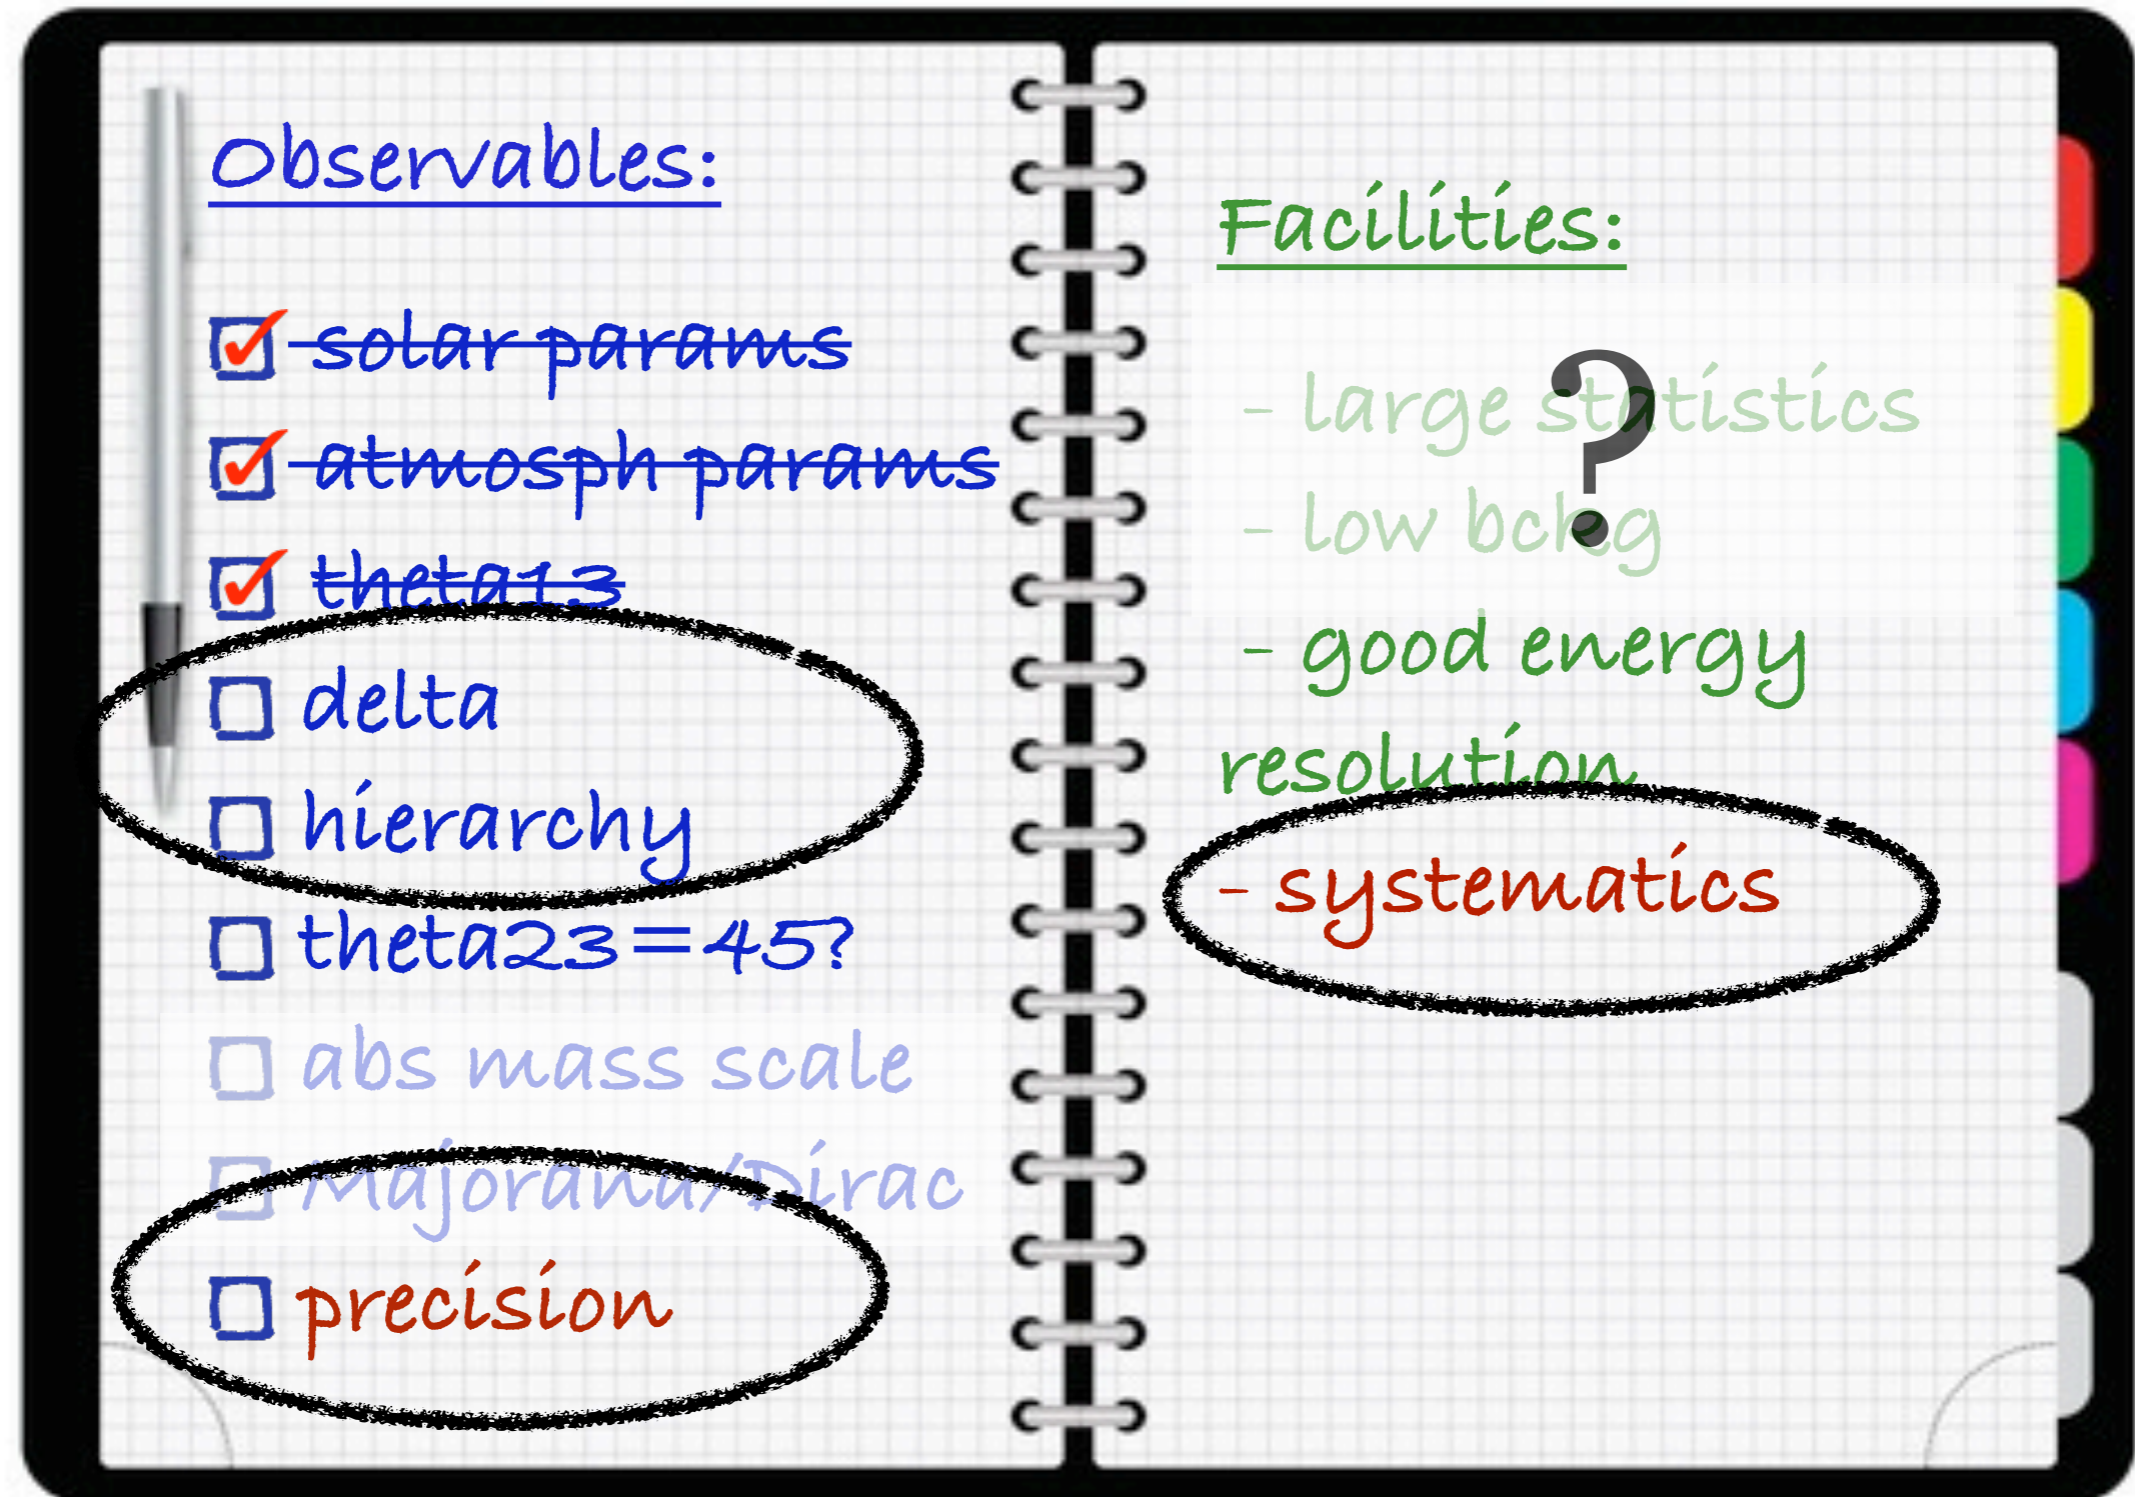 Observables:
solar params
atmosph params
theta13
delta
hierarchy
theta23=45?
abs mass scale
Majorana/Dirac
precision
Facilities:
- large statistics
?
- low bckg
- good energy
resolution
- systematics